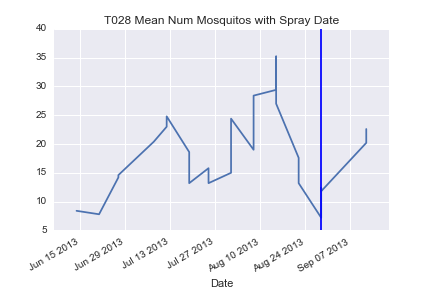 T028 Mean Num Mosquitos with Spray Date
40
35
30
25
20
15
10
5
Jun 15 2013
Jun 29 2013
Jul 13 2013
Jul 27 2013
Aug 10 2013
Aug 24 2013
Sep 07 2013
Date